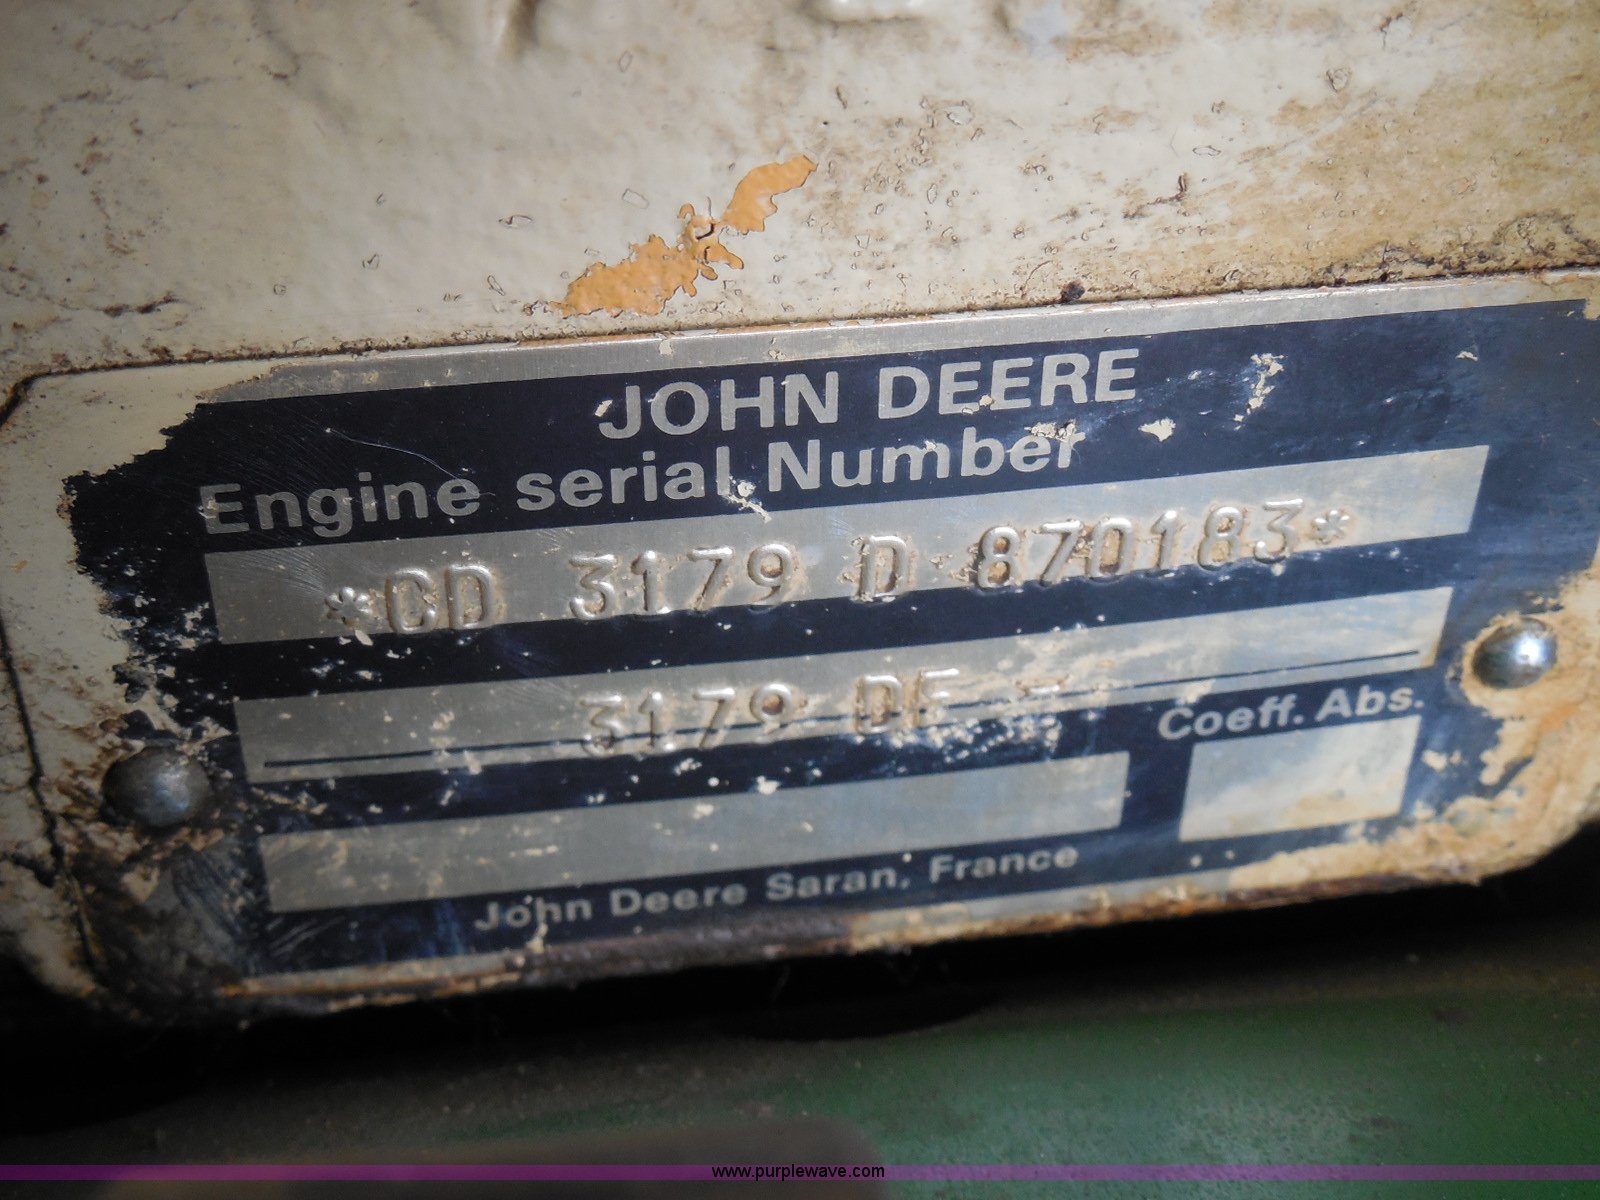 JOHN DEERE
Engine serial Number
*CD 3179 D 870183*
3179 DF -
Coeff. Abs.
John Deere Saran, France
www.purplewave.com